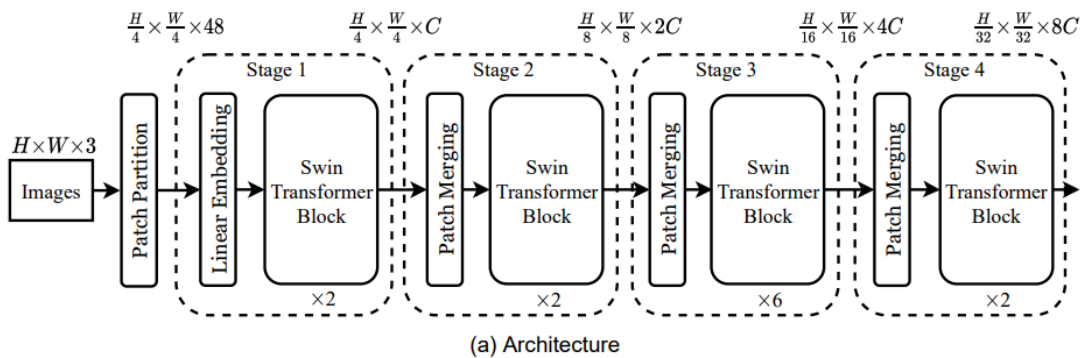 H/4 × W/4 × 48
H/4 × W/4 × C
H/8 × W/8 × 2C
H/16 × W/16 × 4C
H/32 × W/32 × 8C
Stage 1
Stage 2
Stage 3
Stage 4
H×W×3
Images
Patch Partition
Linear Embedding
Swin
Transformer
Block
×2
Patch Merging
Swin
Transformer
Block
×2
Patch Merging
Swin
Transformer
Block
×6
Patch Merging
Swin
Transformer
Block
×2
(a) Architecture